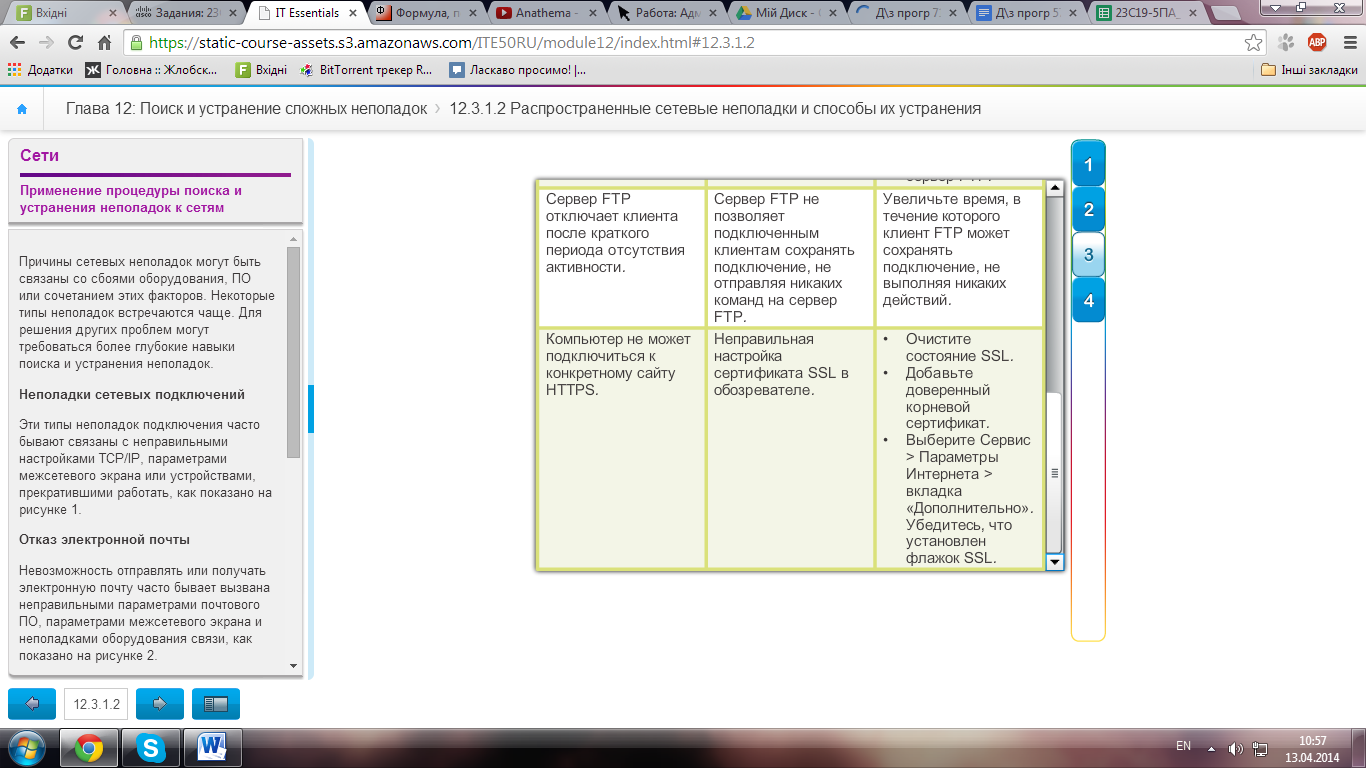 Вхідні
Задания: 23
IT Essentials
Формула, п
Anathema -
Работа: Адм
Мій Диск -
Д\з прогр 7
Д\з прогр 5
23С19-5ПА_
https://static-course-assets.s3.amazonaws.com/ITE50RU/module12/index.html#12.3.1.2
ABP
Додатки
Головна :: Жлобск...
Вхідні
BitTorrent трекер R...
Ласкаво просимо! |...
Інші закладки
Глава 12: Поиск и устранение сложных неполадок
12.3.1.2 Распространенные сетевые неполадки и способы их устранения
Сети
Применение процедуры поиска и
устранения неполадок к сетям
Причины сетевых неполадок могут быть
связаны со сбоями оборудования, ПО
или сочетанием этих факторов. Некоторые
типы неполадок встречаются чаще. Для
решения других проблем могут
требоваться более глубокие навыки
поиска и устранения неполадок.
Неполадки сетевых подключений
Эти типы неполадок подключения часто
бывают связаны с неправильными
настройками TCP/IP, параметрами
межсетевого экрана или устройствами,
прекратившими работать, как показано на
рисунке 1.
Отказ электронной почты
Невозможность отправлять или получать
электронную почту часто бывает вызвана
неправильными параметрами почтового
ПО, параметрами межсетевого экрана и
неполадками оборудования связи, как
показано на рисунке 2.
Сервер FTP
отключает клиента
после краткого
периода отсутствия
активности.
Сервер FTP не
позволяет
подключенным
клиентам сохранять
подключение, не
отправляя никаких
команд на сервер
FTP.
Увеличьте время, в
течение которого
клиент FTP может
сохранять
подключение, не
выполняя никаких
действий.
Компьютер не может
подключиться к
конкретному сайту
HTTPS.
Неправильная
настройка
сертификата SSL в
обозревателе.
• Очистите
состояние SSL.
• Добавьте
доверенный
корневой
сертификат.
• Выберите Сервис
> Параметры
Интернета >
вкладка
«Дополнительно».
Убедитесь, что
установлен
флажок SSL.
1
2
3
4
12.3.1.2
EN
10:57
13.04.2014